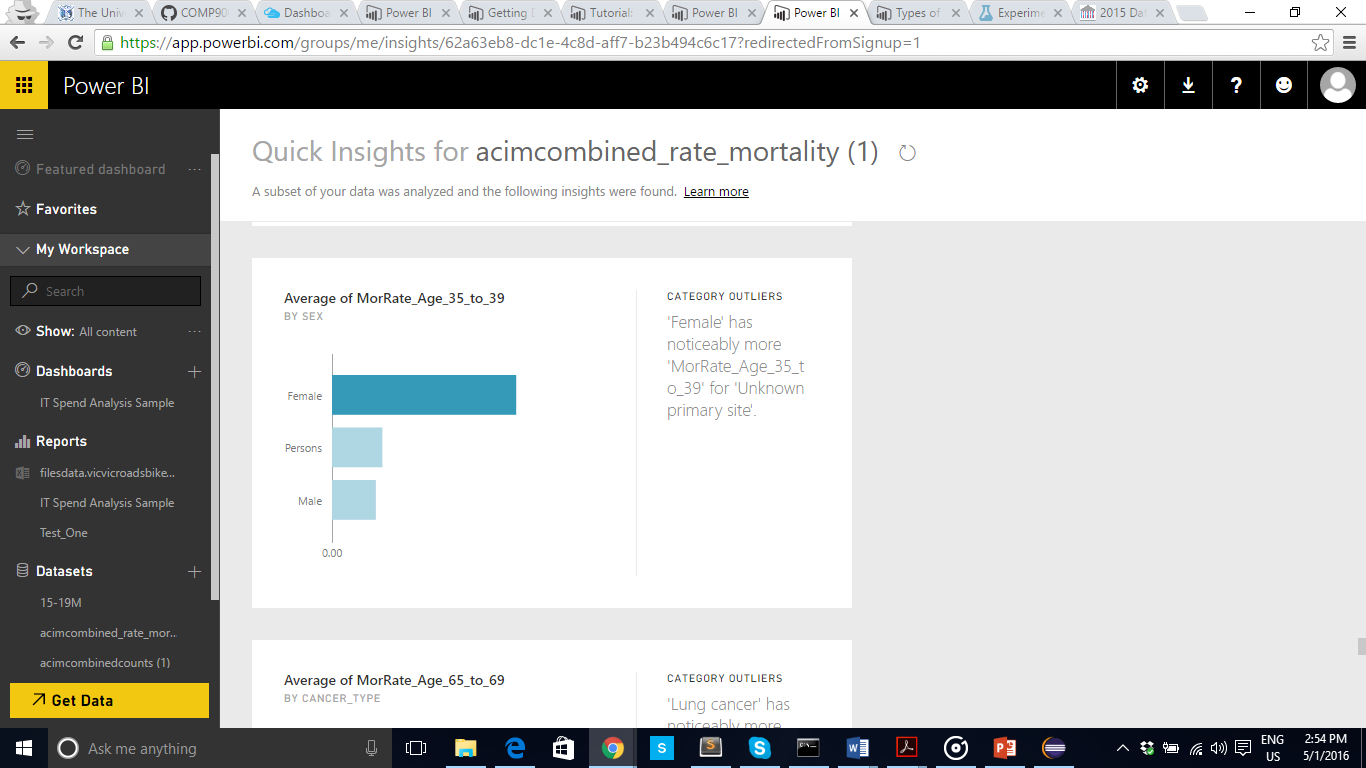 The Unive
COMP90
Dashboa
Power BI
Getting
Tutorial
Power BI
Power BI
Types of
Experime
2015 Dat
https://app.powerbi.com/groups/me/insights/62a63eb8-dc1e-4c8d-aff7-b23b494c6c17?redirectedFromSignup=1
Power BI
?
Featured dashboard ...
Favorites
My Workspace
Search
Show: All content ...
Dashboards +
IT Spend Analysis Sample
Reports
filesdata.vicvicroadsbike...
IT Spend Analysis Sample
Test_One
Datasets +
15-19M
acimcombined_rate_mor...
acimcombinedcounts (1)
Get Data
Quick Insights for acimcombined_rate_mortality (1)
A subset of your data was analyzed and the following insights were found. Learn more
Average of MorRate_Age_35_to_39
BY SEX
Female
Persons
Male
0.00
CATEGORY OUTLIERS
'Female' has
noticeably more
'MorRate_Age_35_t
o_39' for 'Unknown
primary site'.
Average of MorRate_Age_65_to_69
BY CANCER_TYPE
CATEGORY OUTLIERS
'Lung cancer' has
noticeably more
Ask me anything
ENG
US
2:54 PM
5/1/2016